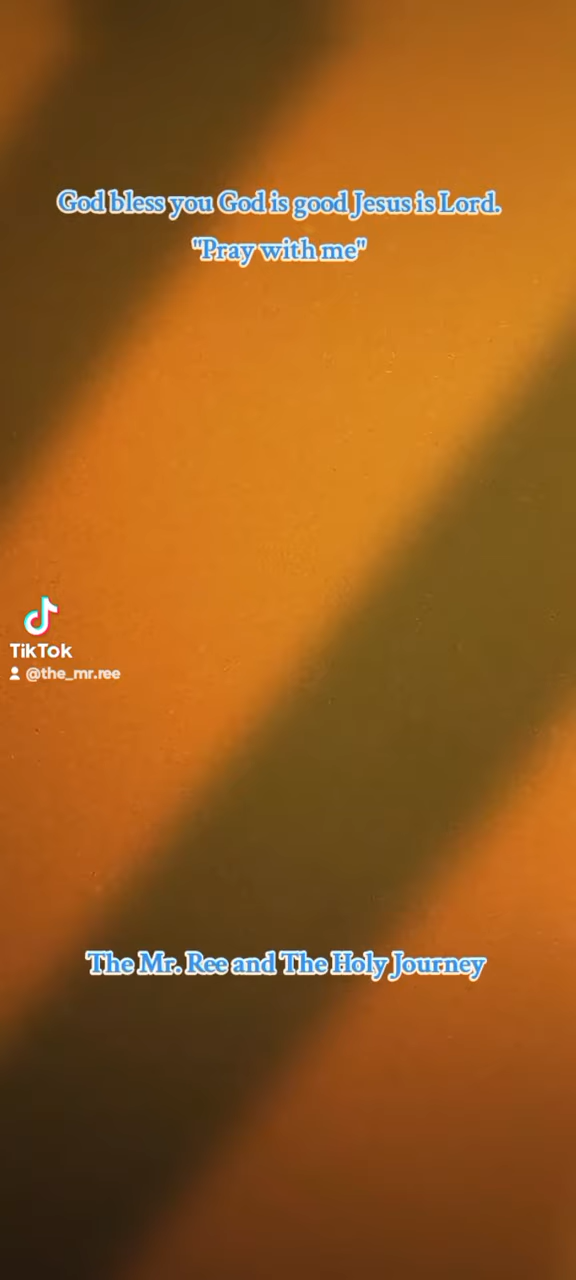 God bless you God is good Jesus is Lord.
"Pray with me"
TikTok
@the_mr.ree
The Mr. Ree and The Holy Journey